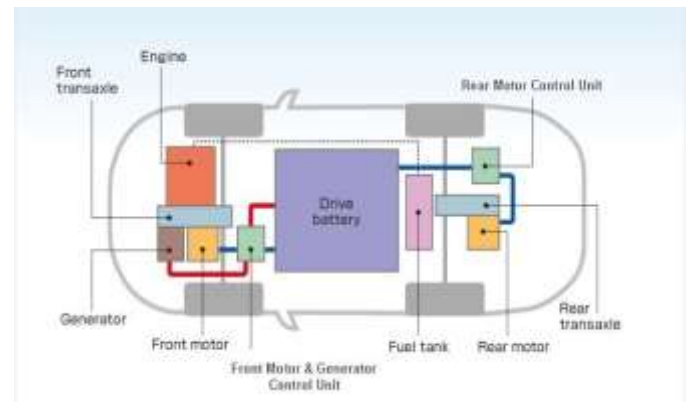 Engine
Front
transaxle
Rear Motor Control Unit
Drive
battery
Generator
Front motor
Front Motor & Generator
Control Unit
Fuel tank
Rear motor
Rear
transaxle